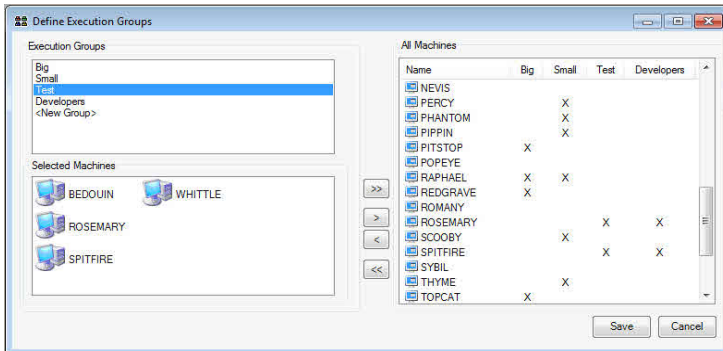 Define Execution Groups
Execution Groups
Big
Small
Test
Developers
<New Group>
Selected Machines
BEDOUIN WHITTLE
ROSEMARY
SPITFIRE
>>
>
<
<<
All Machines
Name Big Small Test Developers
NEVIS
PERCY X
PHANTOM X
PIPPIN X
PITSTOP X
POPEYE
RAPHAEL X X
REDGRAVE X
ROMANY
ROSEMARY X X
SCOOBY X
SPITFIRE X X
SYBIL
THYME X
TOPCAT X
Save Cancel